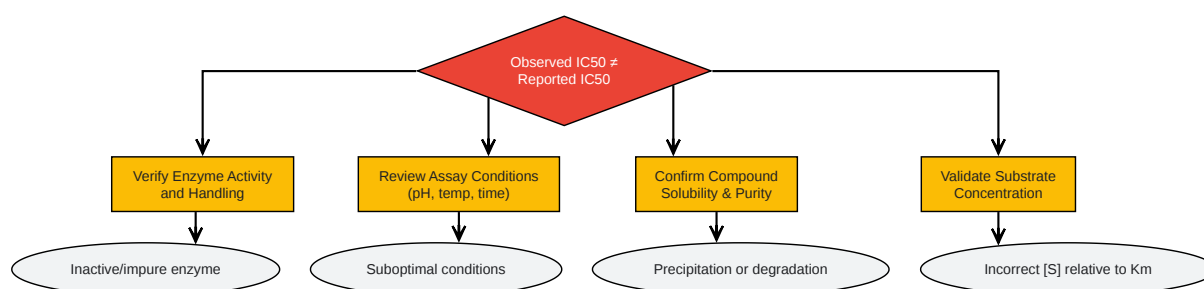 Observed IC50 ≠
Reported IC50
Verify Enzyme Activity
and Handling
Review Assay Conditions
(pH, temp, time)
Confirm Compound
Solubility & Purity
Validate Substrate
Concentration
Inactive/impure enzyme
Suboptimal conditions
Precipitation or degradation
Incorrect [S] relative to Km